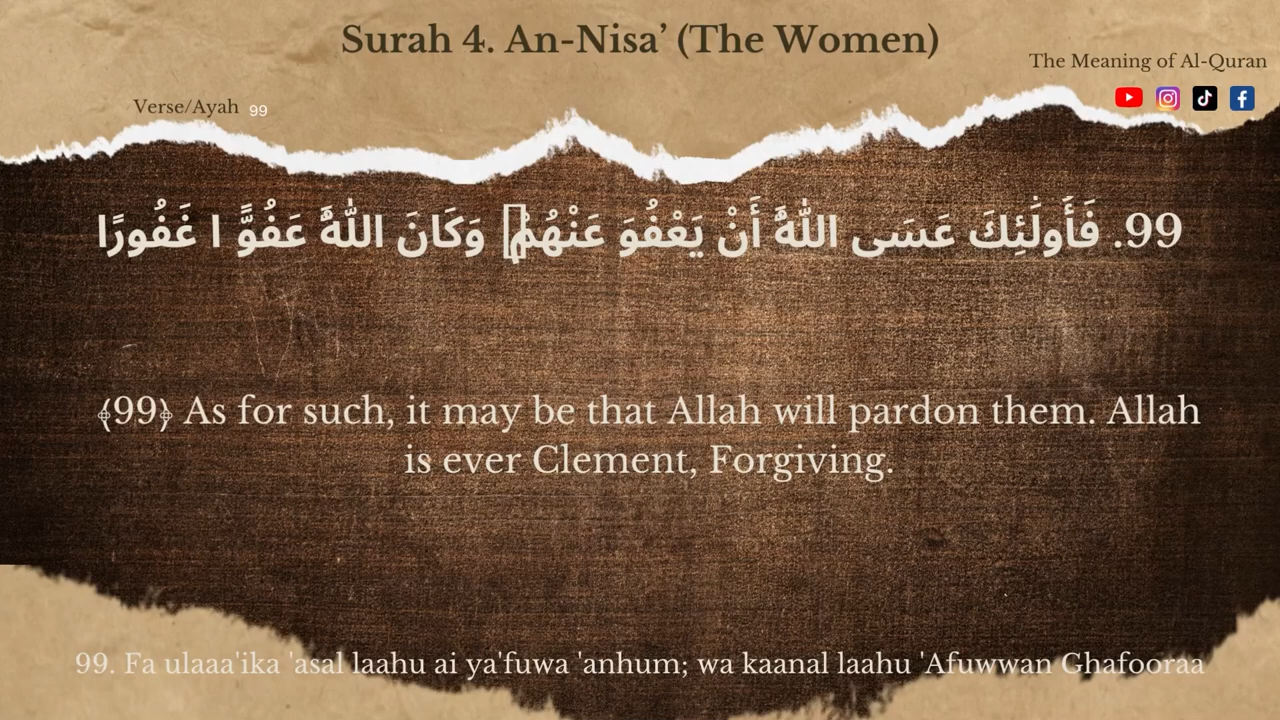 Surah 4. An-Nisa’ (The Women)
The Meaning of Al-Quran
Verse/Ayah 99
99. فَأُولَٰئِكَ عَسَى اللَّهُ أَنْ يَعْفُوَ عَنْهُمْ وَكَانَ اللَّهُ عَفُوًّ ا غَفُورًا
﴾99﴿ As for such, it may be that Allah will pardon them. Allah
is ever Clement, Forgiving.
99. Fa ulaaa'ika 'asal laahu ai ya'fuwa 'anhum; wa kaanal laahu 'Afuwwan Ghafooraa